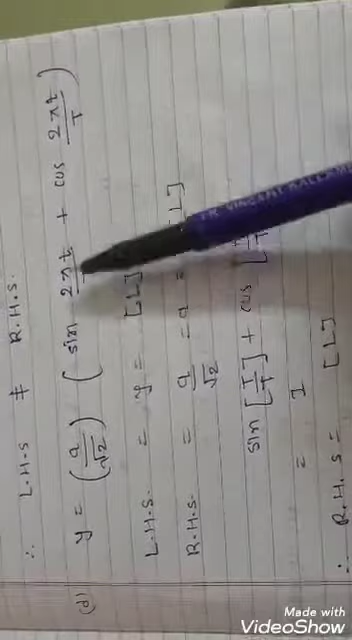 ∴ L.H.S ≠ R.H.S.
(d) y = (a/√2) (sin 2πt/T + cos 2πt/T)
L.H.S. = y = [L]
R.H.S. = a/√2 = a = [L]
sin [T/T] + cos [T/T]
= 1
∴ R.H.S = [L]
Made with
VideoShow